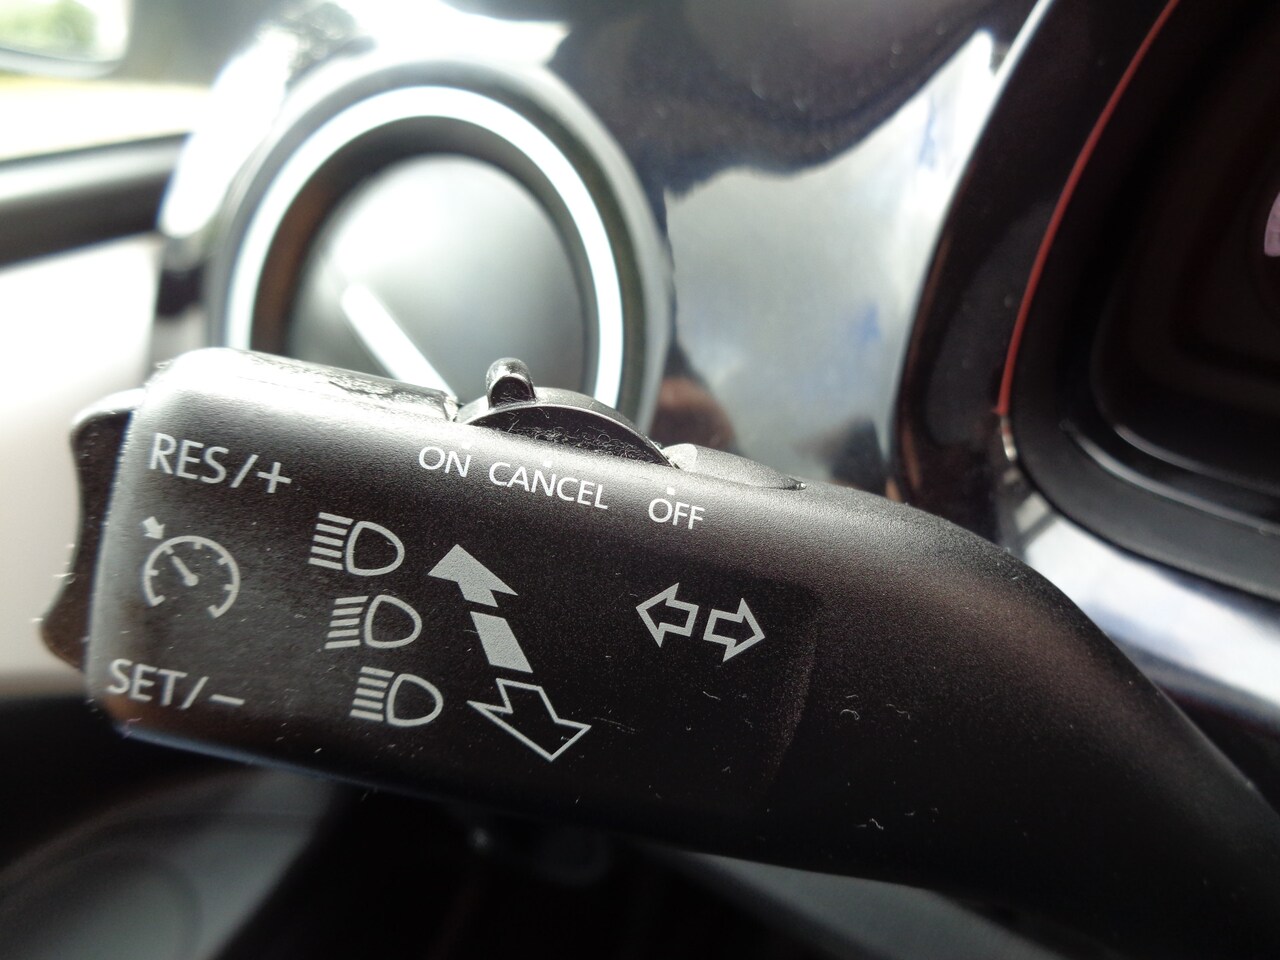 RES/+
ON CANCEL OFF
SET/-